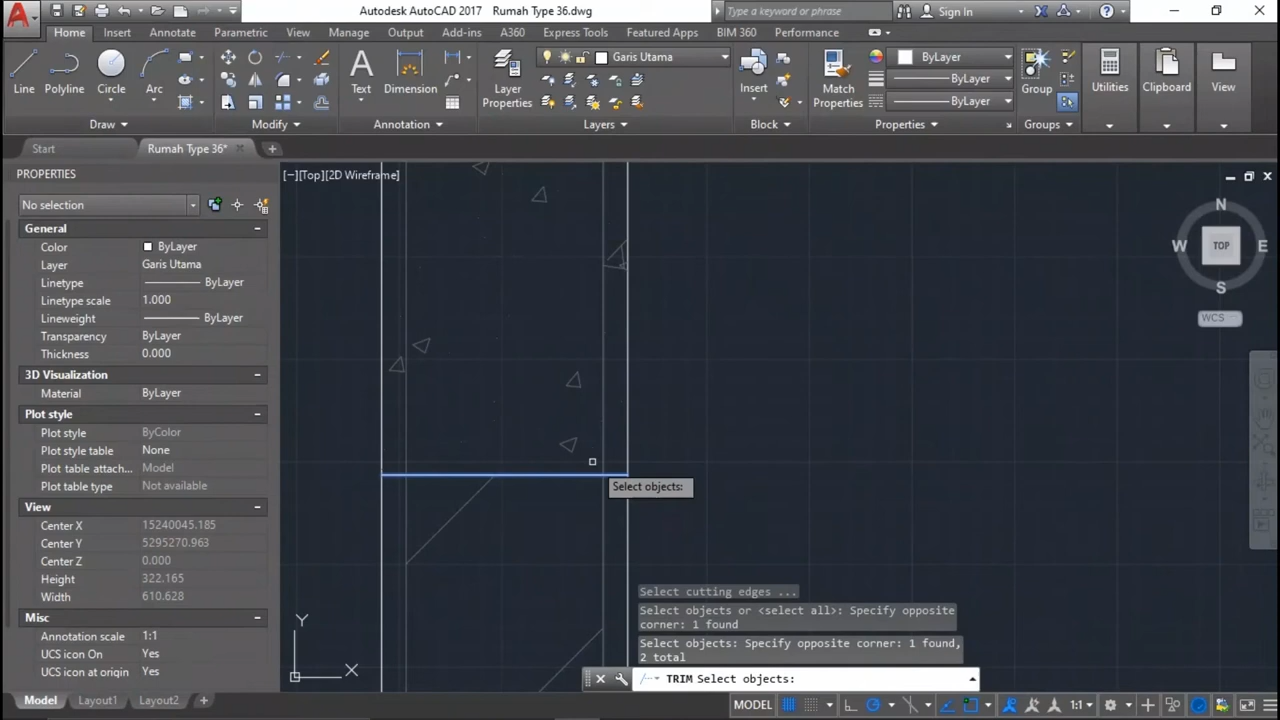 Autodesk AutoCAD 2017 Rumah Type 36.dwg
Type a keyword or phrase
Sign In
Home Insert Annotate Parametric View Manage Output Add-ins A360 Express Tools Featured Apps BIM 360 Performance
Line Polyline Circle Arc
Text Dimension
Layer Properties
Garis Utama
Insert
Match Properties
ByLayer
ByLayer
ByLayer
Group
Utilities
Clipboard
View
Draw Modify Annotation Layers Block Properties Groups
Start Rumah Type 36*
PROPERTIES
No selection
General
Color ByLayer
Layer Garis Utama
Linetype ByLayer
Linetype scale 1.000
Lineweight ByLayer
Transparency ByLayer
Thickness 0.000
3D Visualization
Material ByLayer
Plot style
Plot style ByColor
Plot style table None
Plot table attach... Model
Plot table type Not available
View
Center X 15240045.185
Center Y 5295270.963
Center Z 0.000
Height 322.165
Width 610.628
Misc
Annotation scale 1:1
UCS icon On Yes
UCS icon at origin Yes
[−][Top][2D Wireframe]
N
W TOP E
S
WCS
Select objects:
Select cutting edges ...
Select objects or <select all>: Specify opposite
corner: 1 found
Select objects: Specify opposite corner: 1 found,
2 total
TRIM Select objects:
Y
X
Model Layout1 Layout2 +
MODEL 1:1